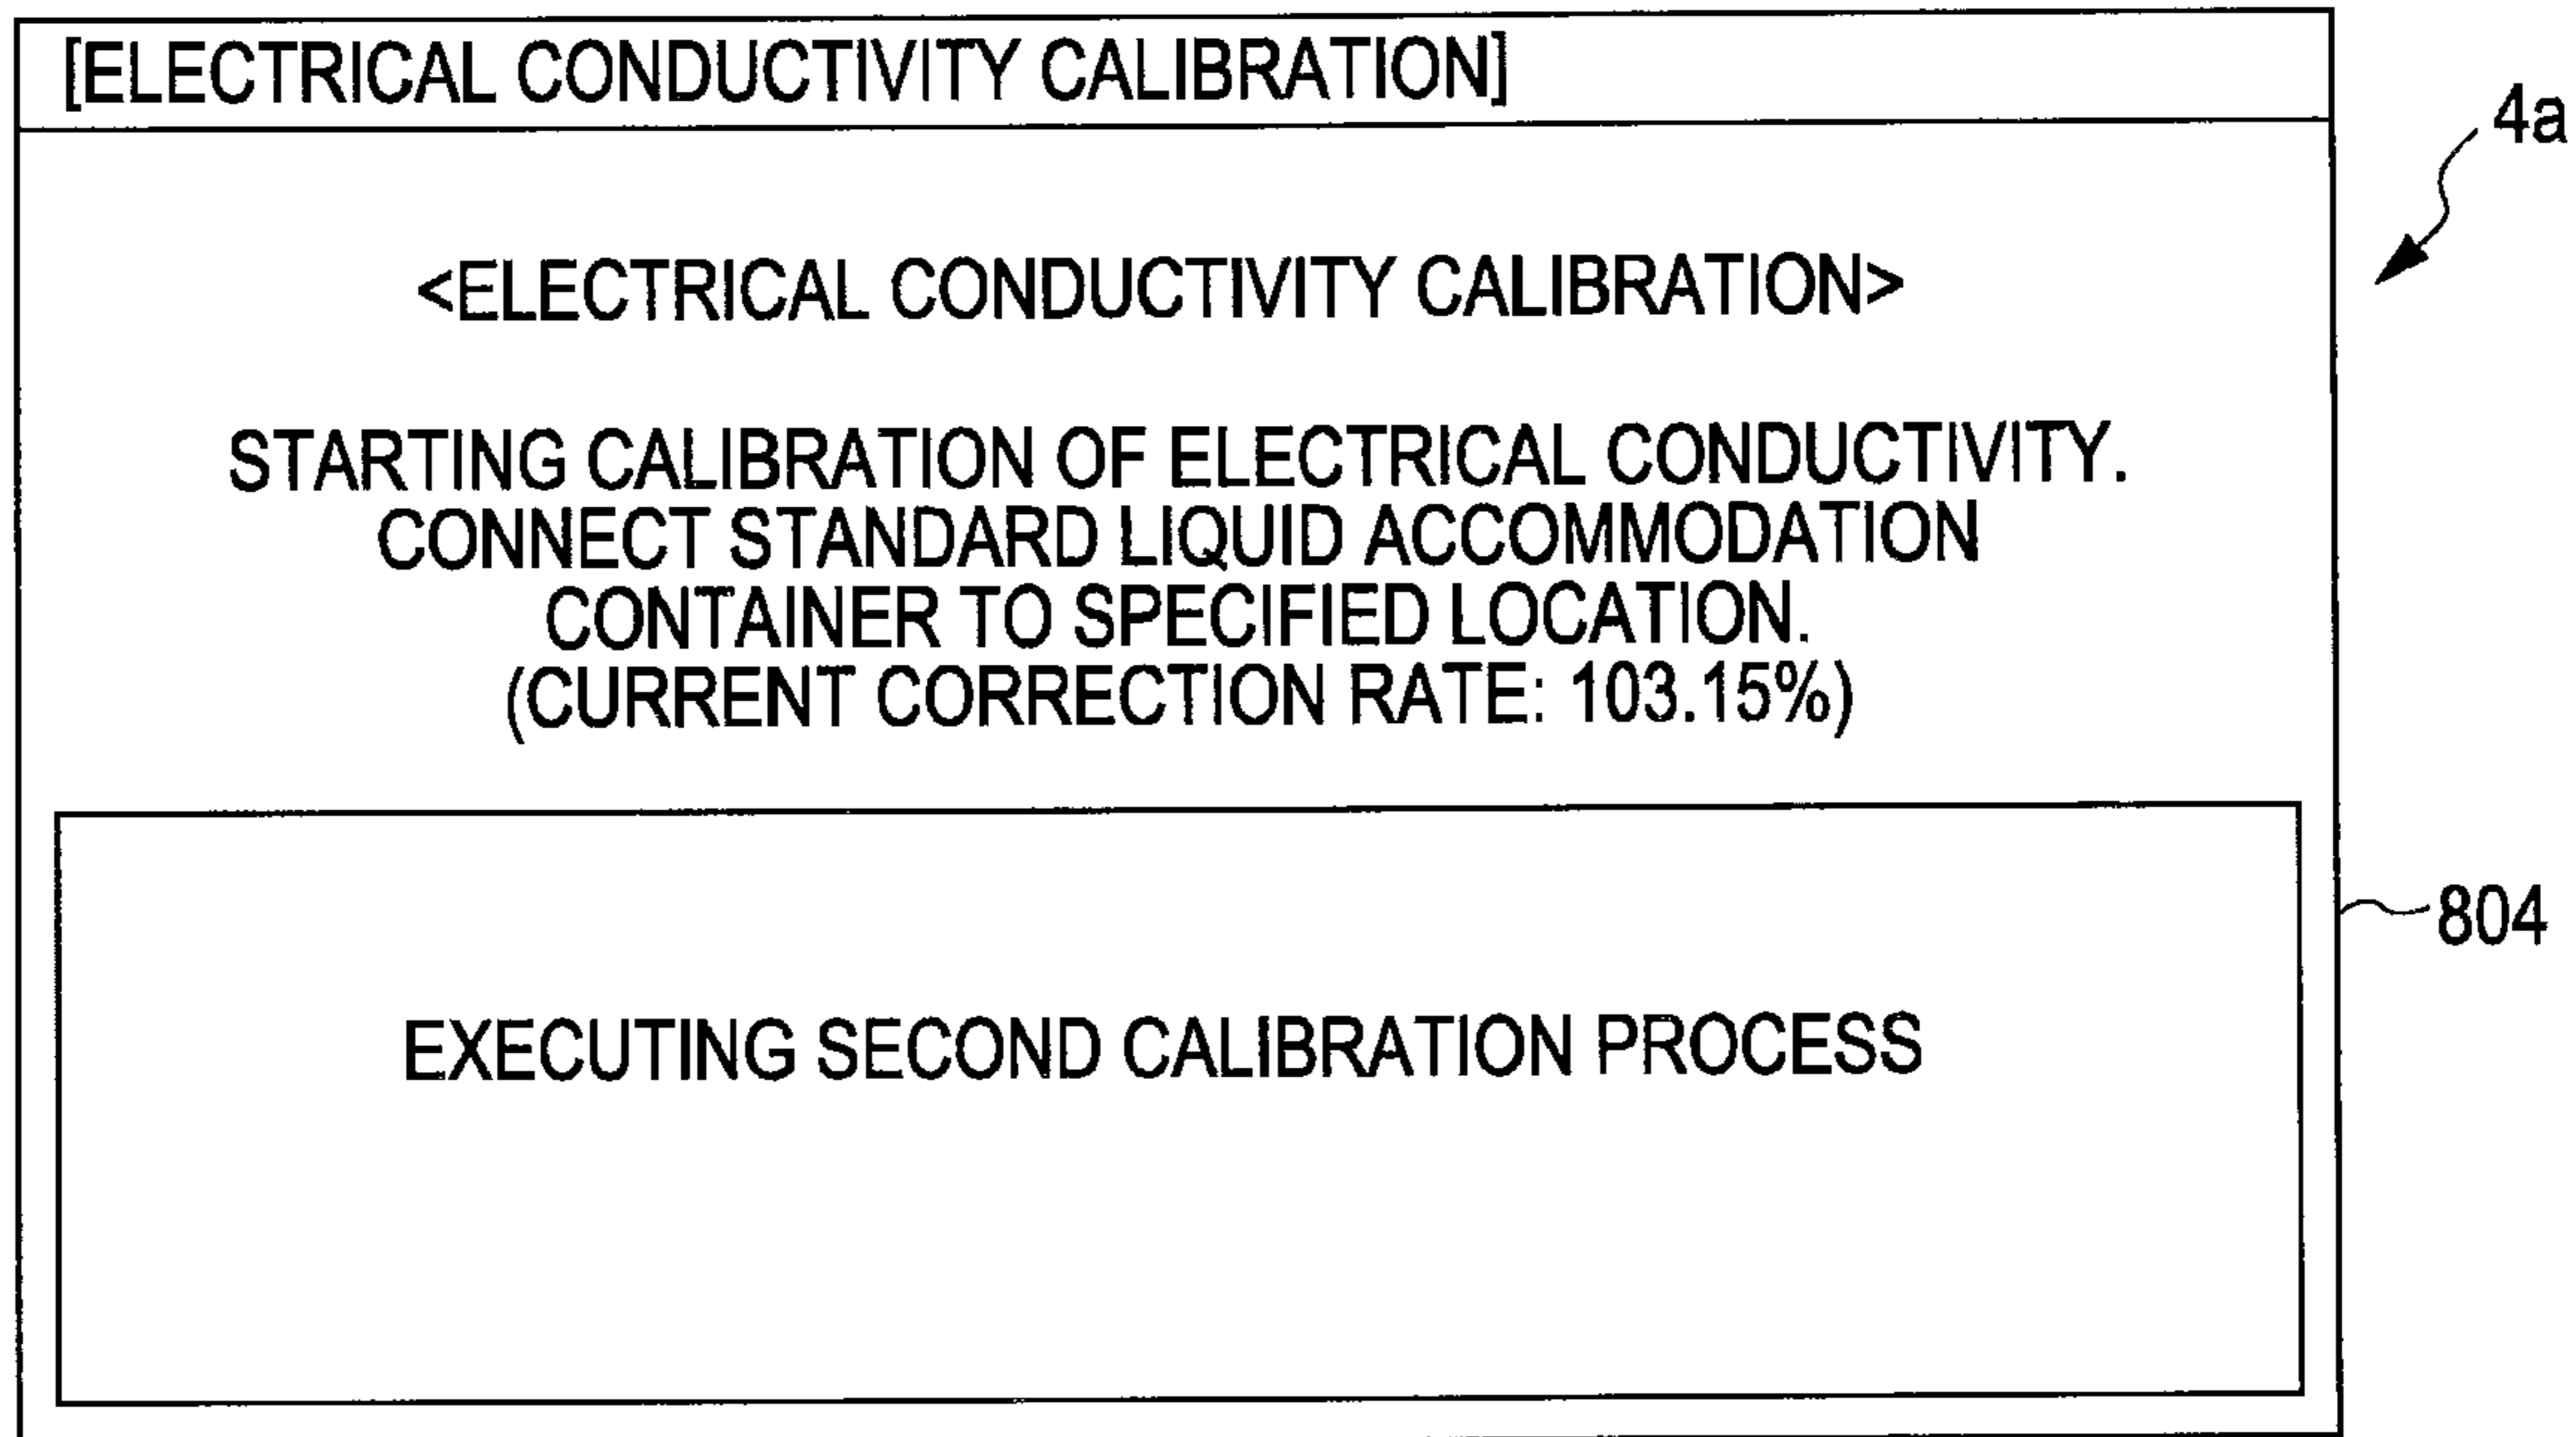 [ELECTRICAL CONDUCTIVITY CALIBRATION]
4a
<ELECTRICAL CONDUCTIVITY CALIBRATION>
STARTING CALIBRATION OF ELECTRICAL CONDUCTIVITY.
CONNECT STANDARD LIQUID ACCOMMODATION
CONTAINER TO SPECIFIED LOCATION.
(CURRENT CORRECTION RATE: 103.15%)
804
EXECUTING SECOND CALIBRATION PROCESS